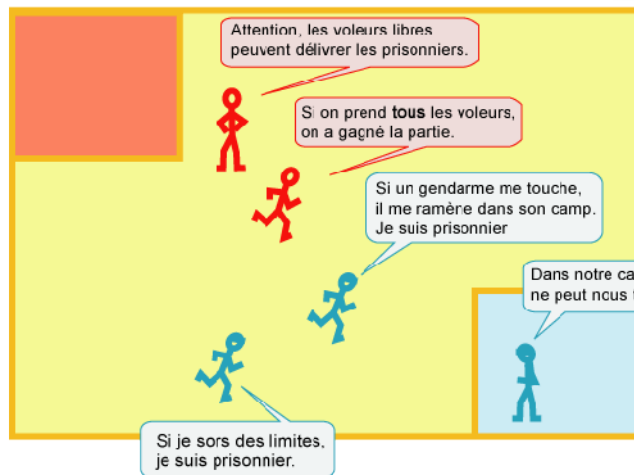 Attention, les voleurs libres
peuvent délivrer les prisonniers.
Si on prend tous les voleurs,
on a gagné la partie.
Si un gendarme me touche,
il me ramène dans son camp.
Je suis prisonnier
Dans notre
ne peut nous
Si je sors des limites,
je suis prisonnier.